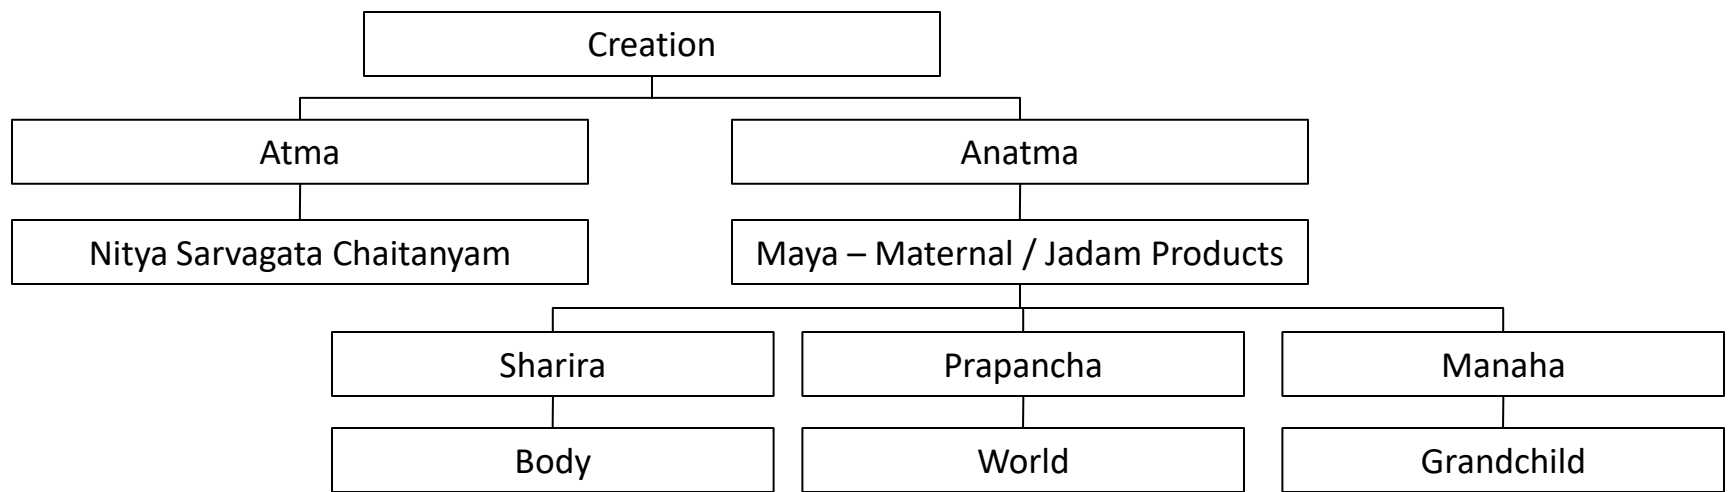 Creation
Atma
Anatma
Nitya Sarvagata Chaitanyam
Maya – Maternal / Jadam Products
Sharira
Prapancha
Manaha
Body
World
Grandchild